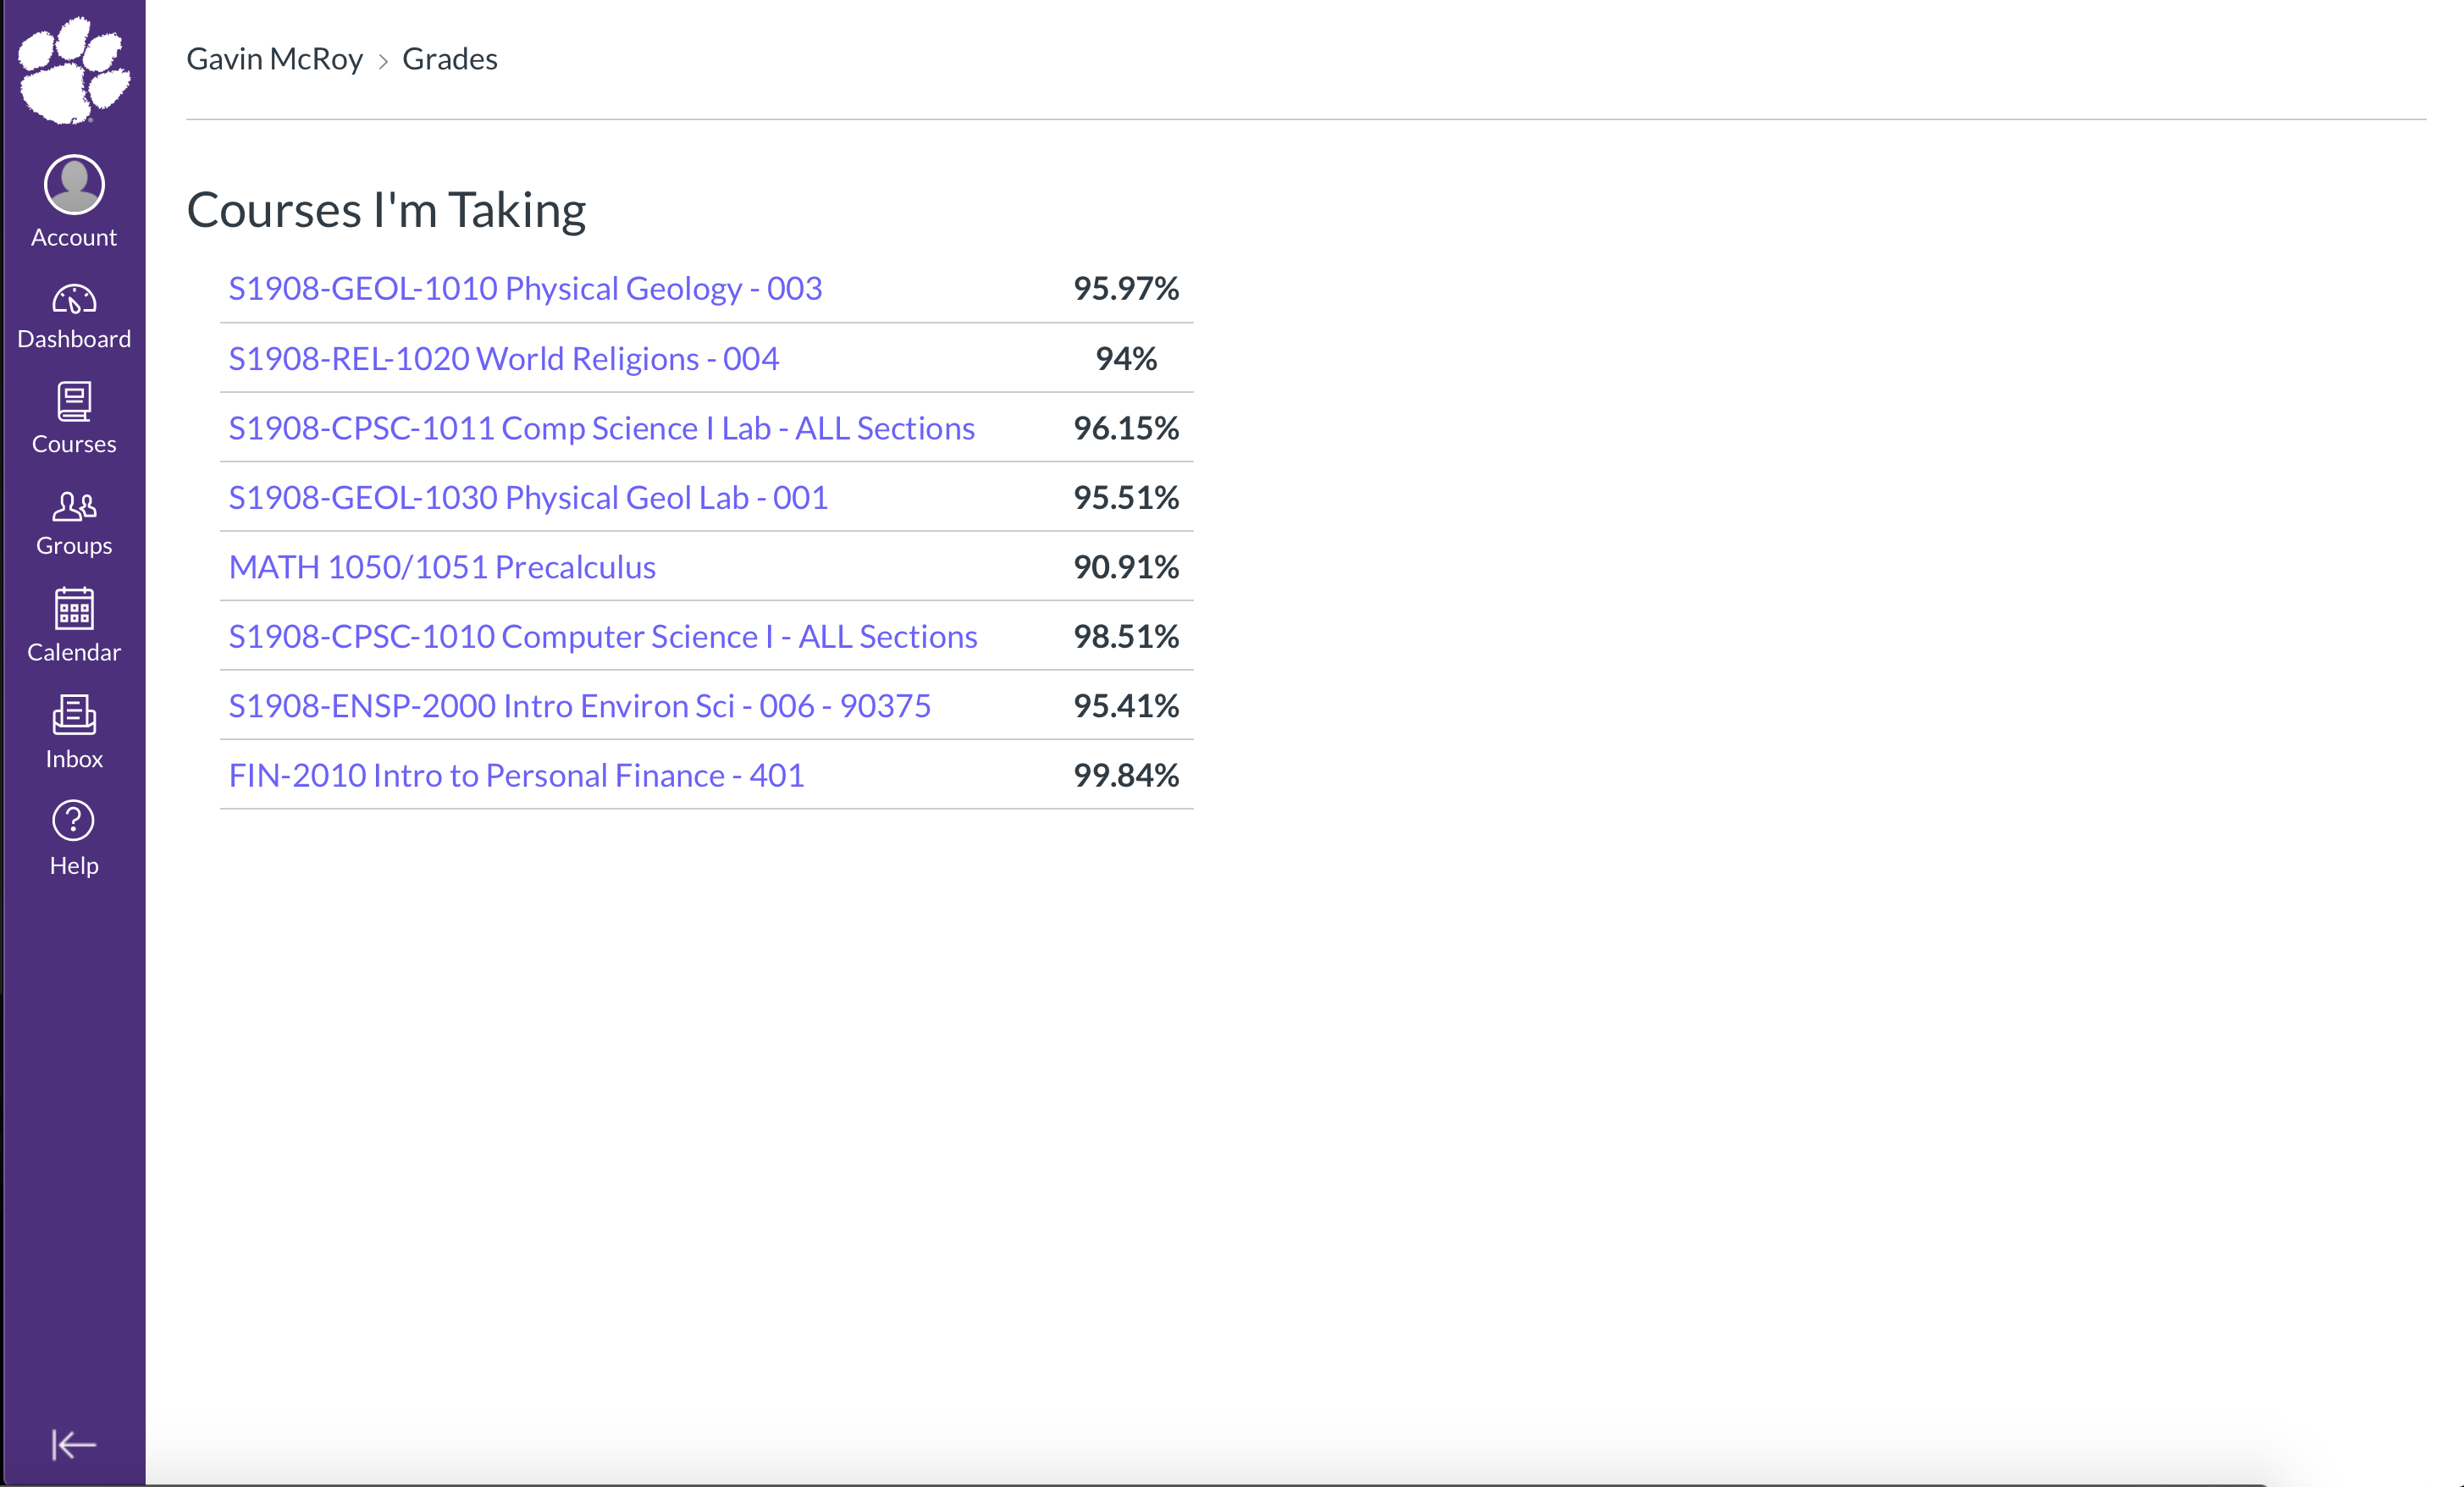 Gavin McRoy > Grades
Account
Dashboard
Courses
Groups
Calendar
Inbox
Help
Courses I'm Taking
S1908-GEOL-1010 Physical Geology - 003 95.97%
S1908-REL-1020 World Religions - 004 94%
S1908-CPSC-1011 Comp Science I Lab - ALL Sections 96.15%
S1908-GEOL-1030 Physical Geol Lab - 001 95.51%
MATH 1050/1051 Precalculus 90.91%
S1908-CPSC-1010 Computer Science I - ALL Sections 98.51%
S1908-ENSP-2000 Intro Environ Sci - 006 - 90375 95.41%
FIN-2010 Intro to Personal Finance - 401 99.84%